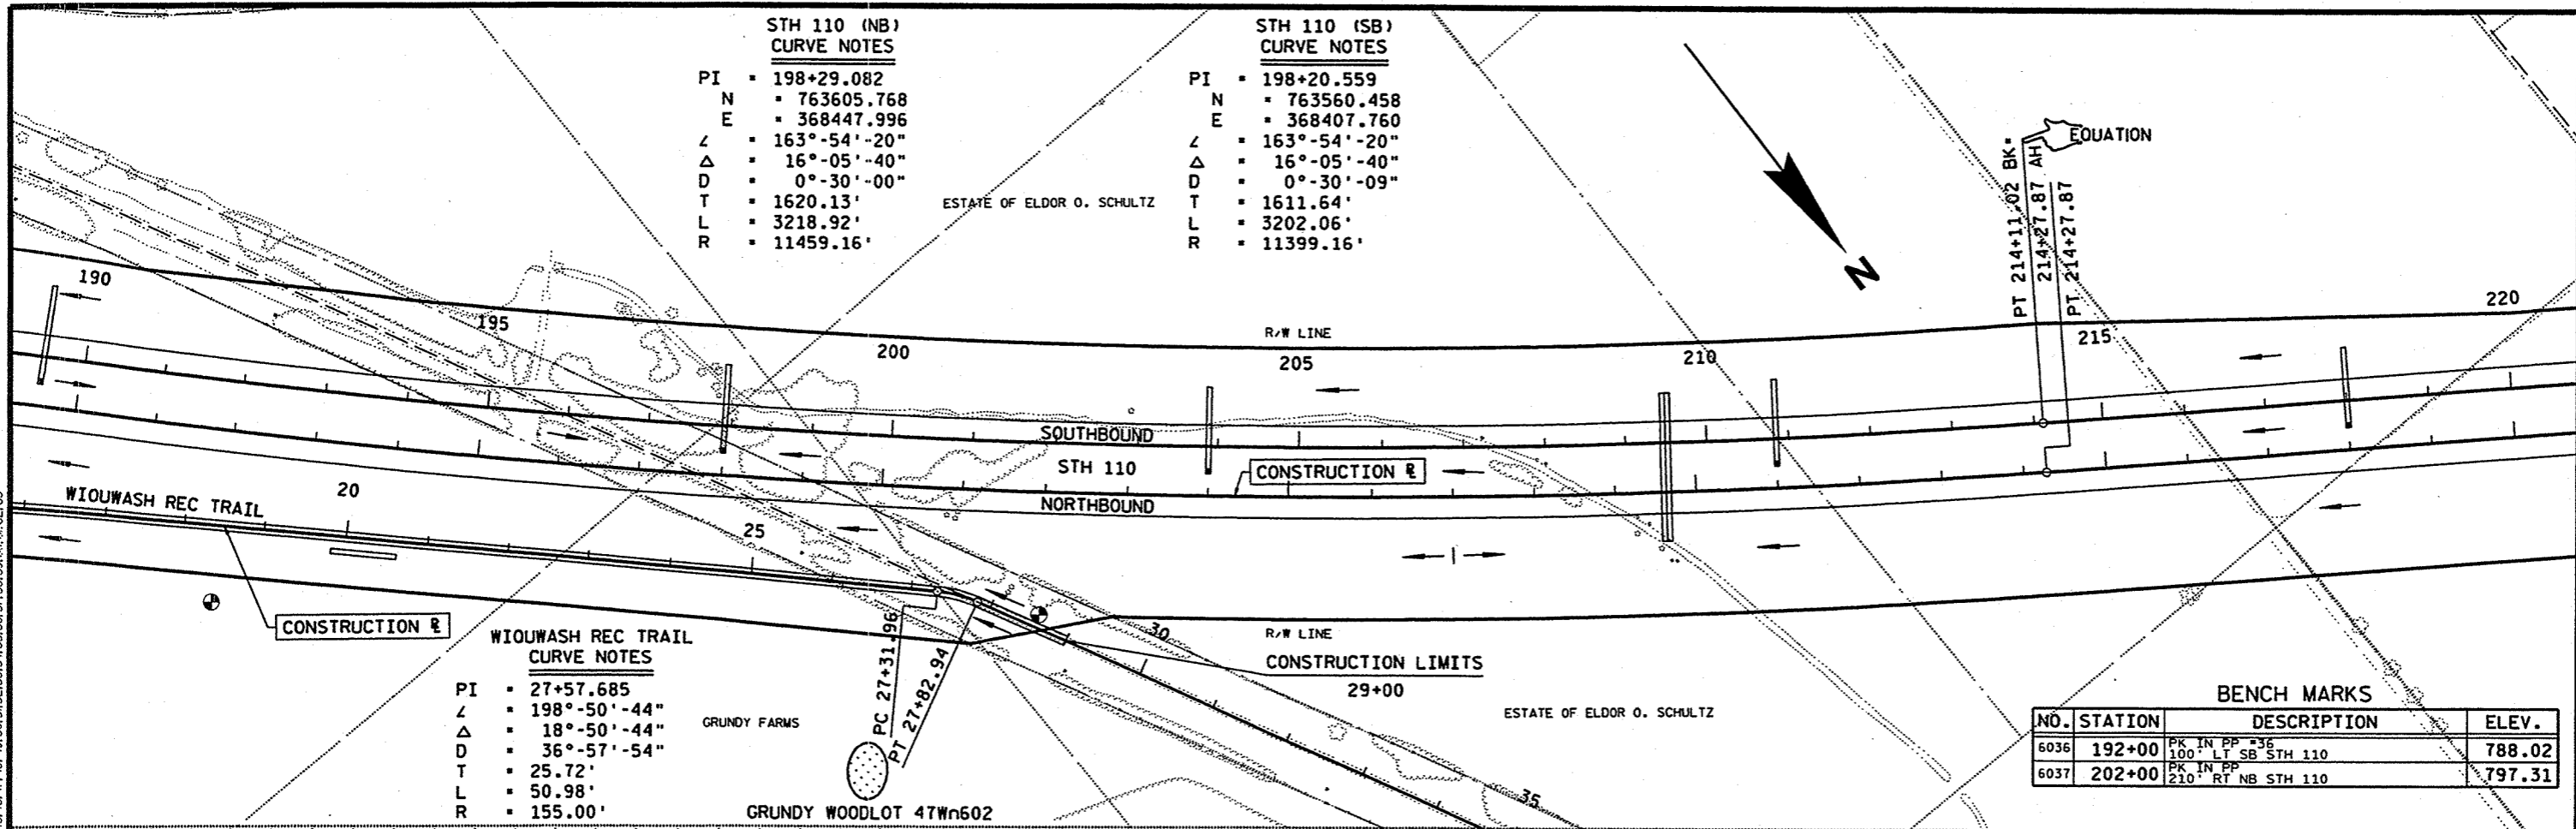 STH 110 (NB)
CURVE NOTES
PI = 198+29.082
N = 763605.768
E = 368447.996
∠ = 163°-54'-20"
△ = 16°-05'-40"
D = 0°-30'-00"
T = 1620.13'
L = 3218.92'
R = 11459.16'
STH 110 (SB)
CURVE NOTES
PI = 198+20.559
N = 763560.458
E = 368407.760
∠ = 163°-54'-20"
△ = 16°-05'-40"
D = 0°-30'-09"
T = 1611.64'
L = 3202.06'
R = 11399.16'
ESTATE OF ELDOR O. SCHULTZ
N
EQUATION
PT 214+11.02 BK=
214+27.87 AH
PT 214+27.87
190
195
200
205
210
215
220
R/W LINE
SOUTHBOUND
STH 110
CONSTRUCTION ℞
NORTHBOUND
WIOUWASH REC TRAIL
20
25
30
35
CONSTRUCTION ℞
WIOUWASH REC TRAIL
CURVE NOTES
PI = 27+57.685
∠ = 198°-50'-44"
△ = 18°-50'-44"
D = 36°-57'-54"
T = 25.72'
L = 50.98'
R = 155.00'
GRUNDY FARMS
PC 27+31.96
PT 27+82.94
GRUNDY WOODLOT 47Wn602
R/W LINE
CONSTRUCTION LIMITS
29+00
ESTATE OF ELDOR O. SCHULTZ
BENCH MARKS
NO. STATION DESCRIPTION ELEV.
6036 192+00 PK IN PP #36 100' LT SB STH 110 788.02
6037 202+00 PK IN PP 210' RT NB STH 110 797.31